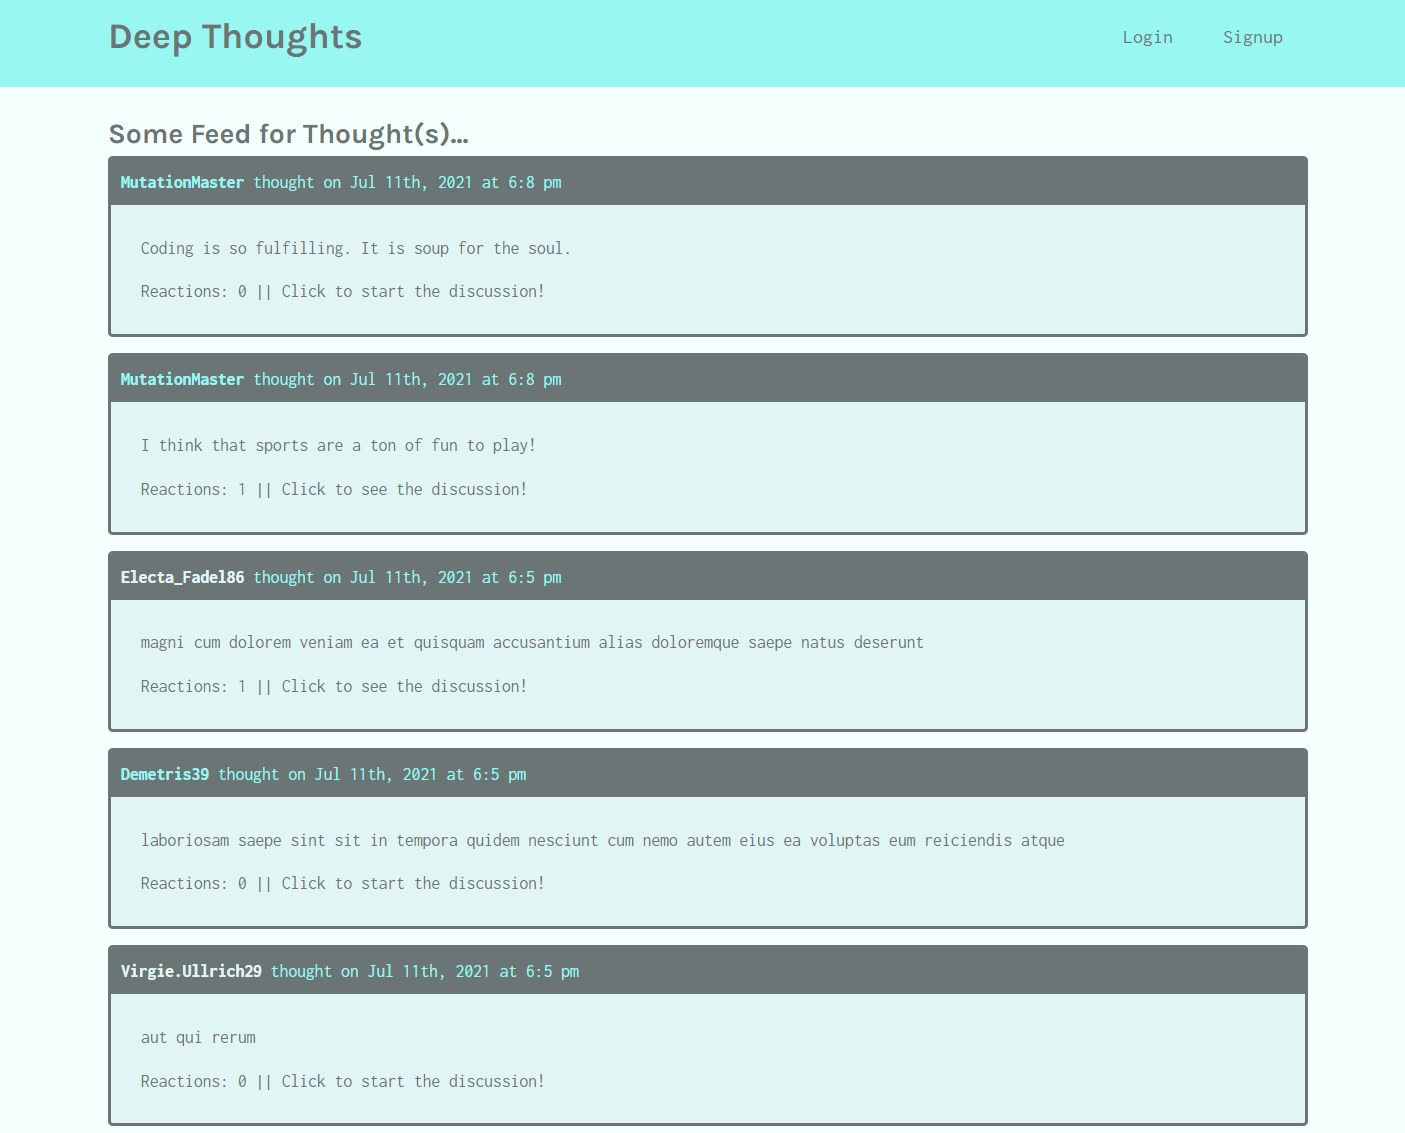 Deep Thoughts
Login
Signup
Some Feed for Thought(s)...
MutationMaster thought on Jul 11th, 2021 at 6:8 pm
Coding is so fulfilling. It is soup for the soul.
Reactions: 0 || Click to start the discussion!
MutationMaster thought on Jul 11th, 2021 at 6:8 pm
I think that sports are a ton of fun to play!
Reactions: 1 || Click to see the discussion!
Electa_Fadel86 thought on Jul 11th, 2021 at 6:5 pm
magni cum dolorem veniam ea et quisquam accusantium alias doloremque saepe natus deserunt
Reactions: 1 || Click to see the discussion!
Demetris39 thought on Jul 11th, 2021 at 6:5 pm
laboriosam saepe sint sit in tempora quidem nesciunt cum nemo autem eius ea voluptas eum reiciendis atque
Reactions: 0 || Click to start the discussion!
Virgie.Ullrich29 thought on Jul 11th, 2021 at 6:5 pm
aut qui rerum
Reactions: 0 || Click to start the discussion!